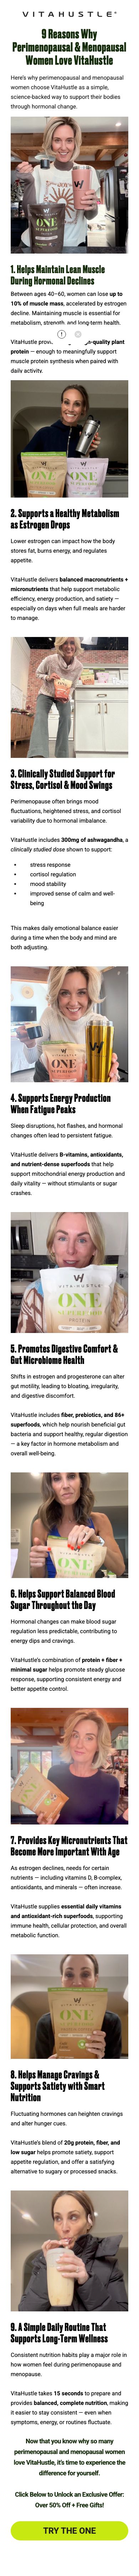 VITAHUSTLE
9 Reasons Why
Perimenopausal & Menopausal
Women Love VitaHustle
Here's why perimenopausal and menopausal
women choose VitaHustle as a simple,
science-backed way to support their bodies
through hormonal change.
ONE
1. Helps Maintain Lean Muscle
During Hormonal Declines
Between ages 40–60, women can lose up to
10% of muscle mass, accelerated by estrogen
decline. Maintaining muscle is essential for
metabolism, strength, and long-term health.
VitaHustle
plant
protein — enough to meaningfully support
muscle protein synthesis when paired with
daily activity.
ONE
2. Supports a Healthy Metabolism
as Estrogen Drops
Lower estrogen can impact how the body
stores fat, burns energy, and regulates
appetite.
VitaHustle delivers balanced macronutrients +
micronutrients that help support metabolic
efficiency, energy production, and satiety —
especially on days when full meals are harder
to manage.
3. Clinically Studied Support for
Stress, Cortisol & Mood Swings
Menopause often brings mood
fluctuations, heightened stress, and cortisol
variability due to hormonal imbalance.
VitaHustle includes 300mg of ashwagandha, a
clinically studied dose shown to support:
• stress response
• cortisol regulation
• mood stability
• improved sense of calm and well-
being
This makes daily emotional balance easier
during a time when the body and mind are
both adjusting.
ONE
4. Supports Energy Production
When Fatigue Peaks
Sleep disruptions, hot flashes, and hormonal
changes often lead to persistent fatigue.
VitaHustle delivers B-vitamins, antioxidants,
and nutrient-dense superfoods that help
support mitochondrial energy production and
daily vitality — without stimulants or sugar
crashes.
VITAHUSTLE
ONE
SUPERFOOD
PROTEIN
5. Promotes Digestive Comfort &
Gut Microbiome Health
Shifts in estrogen and progesterone can alter
gut motility, leading to bloating, irregularity,
and digestive discomfort.
VitaHustle includes fiber, prebiotics, and 86+
superfoods, which help nourish beneficial gut
bacteria and support healthy, regular digestion
— a key factor in hormone metabolism and
overall well-being.
ONE
6. Helps Support Balanced Blood
Sugar Throughout the Day
Hormonal changes can make blood sugar
regulation less predictable, contributing to
energy dips and cravings.
VitaHustle's combination of protein + fiber +
minimal sugar helps promote steady glucose
response, supporting consistent energy and
better appetite control.
7. Provides Key Micronutrients That
Become More Important With Age
As estrogen declines, needs for certain
nutrients — including vitamins D, B-complex,
antioxidants, and minerals — often increase.
VitaHustle supplies essential daily vitamins
and antioxidant-rich superfoods, supporting
immune health, cellular protection, and overall
metabolic function.
ONE
8. Helps Manage Cravings &
Supports Satiety with Smart
Nutrition
Fluctuating hormones can heighten cravings
and alter hunger cues.
VitaHustle's blend of 20g protein, fiber, and
low sugar helps promote satiety, support
appetite regulation, and offer a satisfying
alternative to sugary or processed snacks.
9. A Simple Daily Routine That
Supports Long-Term Wellness
Consistent nutrition habits play a major role in
how women feel during perimenopause and
menopause.
VitaHustle takes 15 seconds to prepare and
provides balanced, complete nutrition, making
it easier to stay consistent — even when
symptoms, energy, or routines fluctuate.
Now that you know why so many
perimenopausal and menopausal women
love VitaHustle, it's time to experience the
difference for yourself.
Click Below to Unlock an Exclusive Offer:
Over 50% Off + Free Gifts!
TRY THE ONE